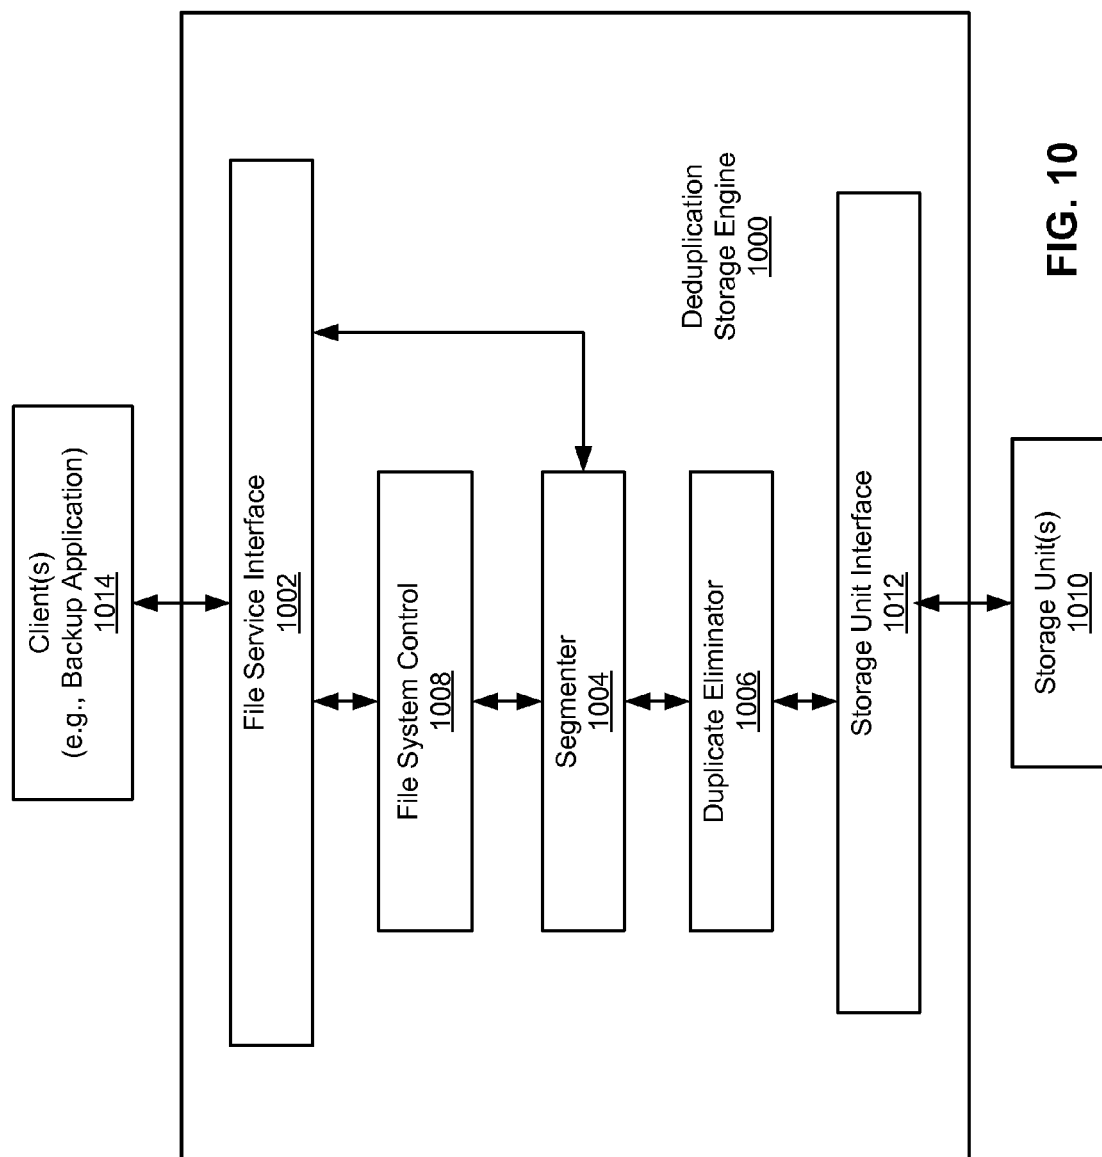 Client(s)
(e.g., Backup Application)
1014
File Service Interface
1002
File System Control
1008
Segmenter
1004
Duplicate Eliminator
1006
Deduplication
Storage Engine
1000
Storage Unit Interface
1012
Storage Unit(s)
1010
FIG. 10